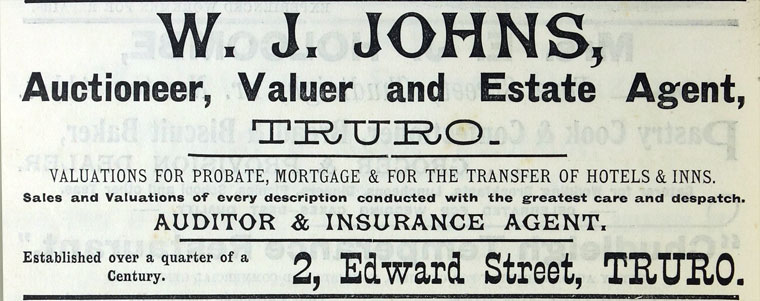 W. J. JOHNS,
Auctioneer, Valuer and Estate Agent,
TRURO.
VALUATIONS FOR PROBATE, MORTGAGE & FOR THE TRANSFER OF HOTELS & INNS.
Sales and Valuations of every description conducted with the greatest care and despatch.
AUDITOR & INSURANCE AGENT.
Established over a quarter of a
Century.
2, Edward Street, TRURO.